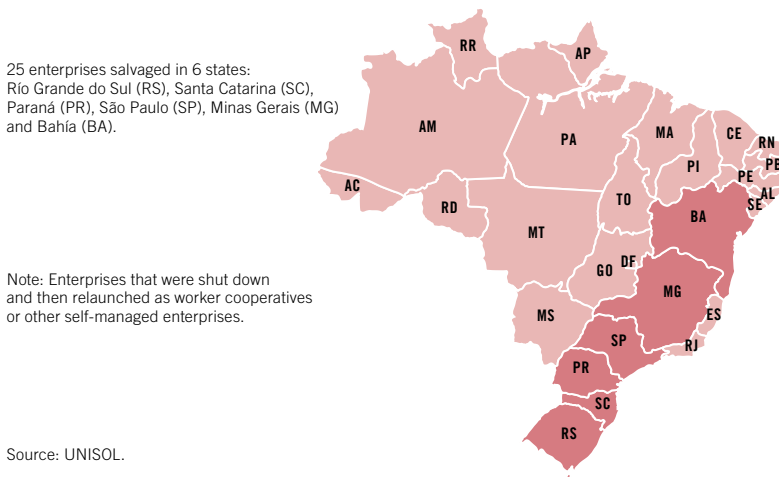 25 enterprises salvaged in 6 states:
Río Grande do Sul (RS), Santa Catarina (SC),
Paraná (PR), São Paulo (SP), Minas Gerais (MG)
and Bahía (BA).
Note: Enterprises that were shut down
and then relaunched as worker cooperatives
or other self-managed enterprises.
Source: UNISOL.
RR
AP
AM
PA
MA
CE
RN
PB
PI
PE
AL
SE
AC
RD
TO
BA
MT
GO
DF
MG
MS
ES
SP
RJ
PR
SC
RS